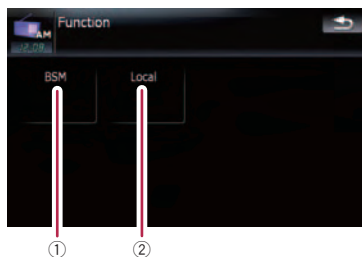 Function
AM
BSM
Local
① ②